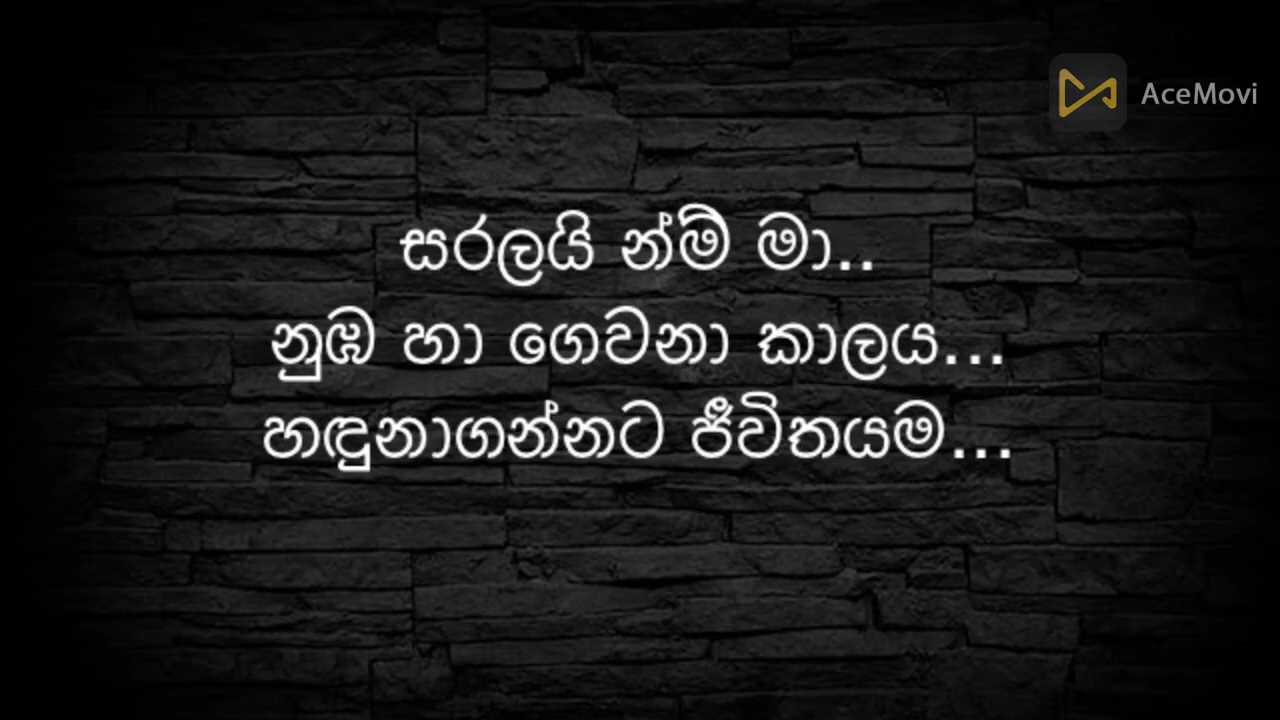 AceMovi
සරලයි න්ම් මා..
නුඹ හා ගෙවනා කාලය...
හඳුනාගන්නට ජීවිතයම...